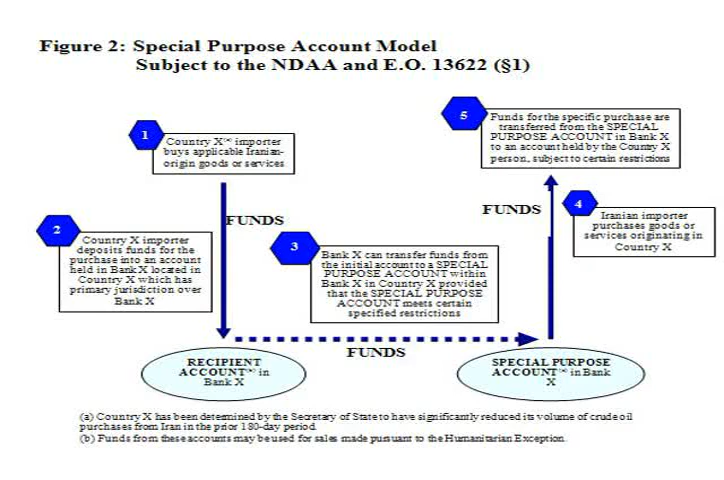 Figure 2: Special Purpose Account Model
Subject to the NDAA and E.O. 13622 (§1)
1
Country X⁽ᵃ⁾ importer
buys applicable Iranian-
origin goods or services
2
Country X importer
deposits funds for the
purchase into an account
held in Bank X located in
Country X which has
primary jurisdiction over
Bank X
FUNDS
3
Bank X can transfer funds from
the initial account to a SPECIAL
PURPOSE ACCOUNT within
Bank X in Country X provided
that the SPECIAL PURPOSE
ACCOUNT meets certain
specified restrictions
FUNDS
4
Iranian importer
purchases goods or
services originating in
Country X
5
Funds for the specific purchase are
transferred from the SPECIAL
PURPOSE ACCOUNT in Bank X
to an account held by the Country X
person, subject to certain restrictions
FUNDS
RECIPIENT
ACCOUNT⁽ᵇ⁾ in
Bank X
SPECIAL PURPOSE
ACCOUNT⁽ᵇ⁾ in Bank
X
(a) Country X has been determined by the Secretary of State to have significantly reduced its volume of crude oil
purchases from Iran in the prior 180-day period.
(b) Funds from these accounts may be used for sales made pursuant to the Humanitarian Exception.